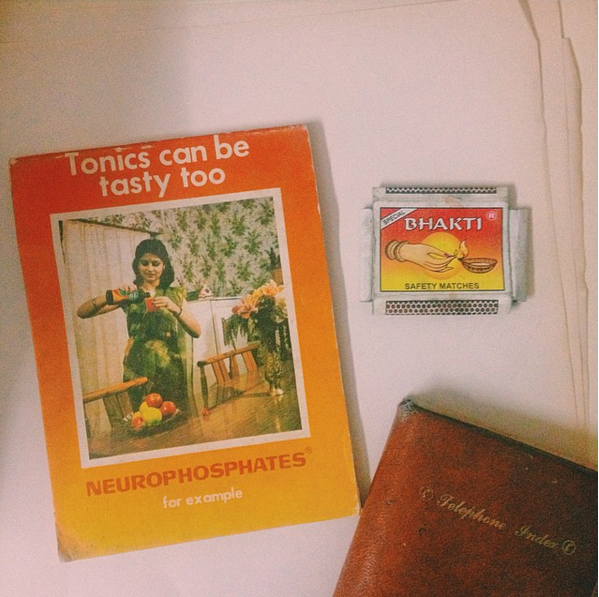 Tonics can be
tasty too
NEUROPHOSPHATES®
for example
SPECIAL
BHAKTI®
SAFETY MATCHES
Telephone Index